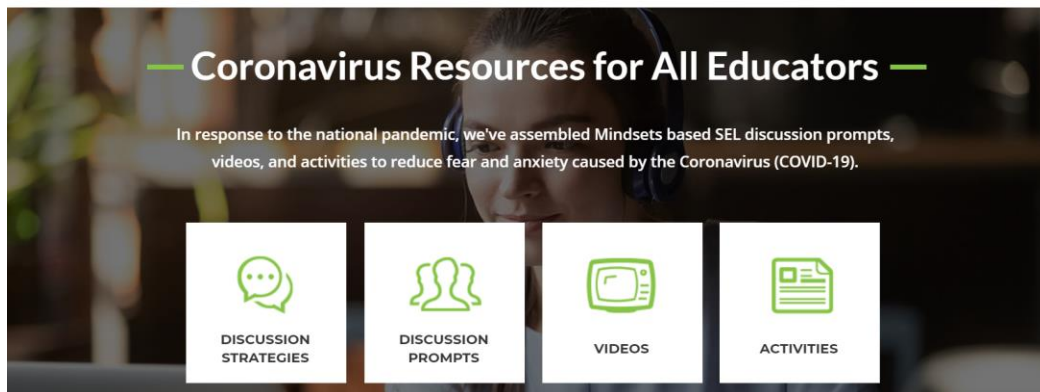 Coronavirus Resources for All Educators
In response to the national pandemic, we've assembled Mindsets based SEL discussion prompts,
videos, and activities to reduce fear and anxiety caused by the Coronavirus (COVID-19).
DISCUSSION
STRATEGIES
DISCUSSION
PROMPTS
VIDEOS
ACTIVITIES